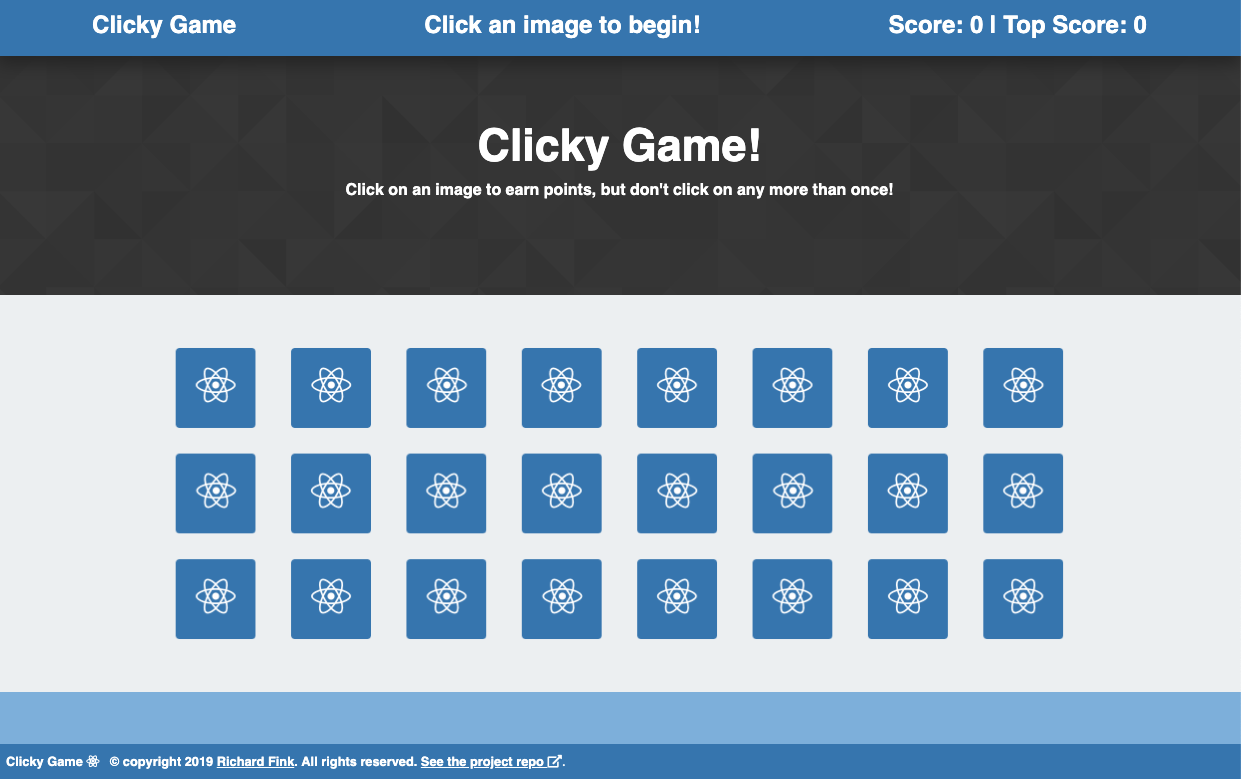 Clicky Game
Click an image to begin!
Score: 0 | Top Score: 0
Clicky Game!
Click on an image to earn points, but don't click on any more than once!
Clicky Game © copyright 2019 Richard Fink. All rights reserved. See the project repo .